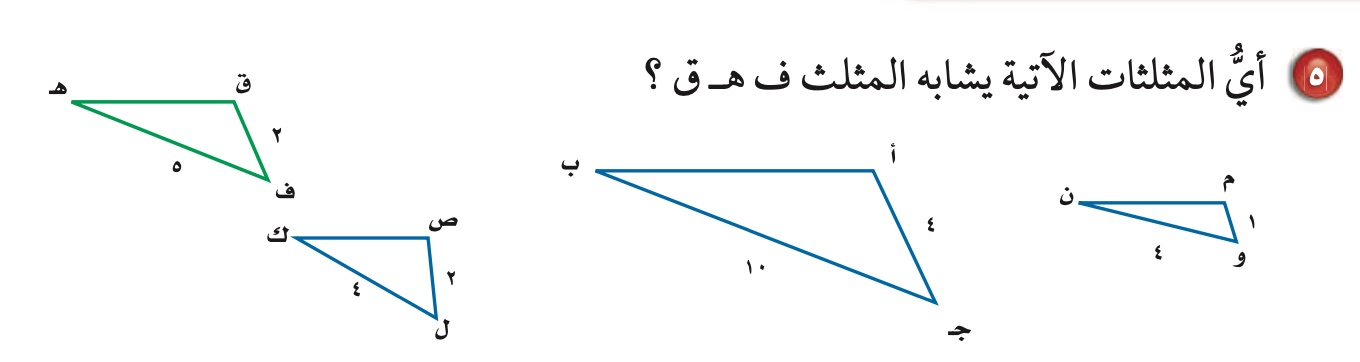 ٥ أيُّ المثلثات الآتية يشابه المثلث ف هـ ق ؟
م
ن
١
٤
و
أ
ب
٤
١٠
جـ
ق
هـ
٢
٥
ف
ص
ك
٢
٤
ل